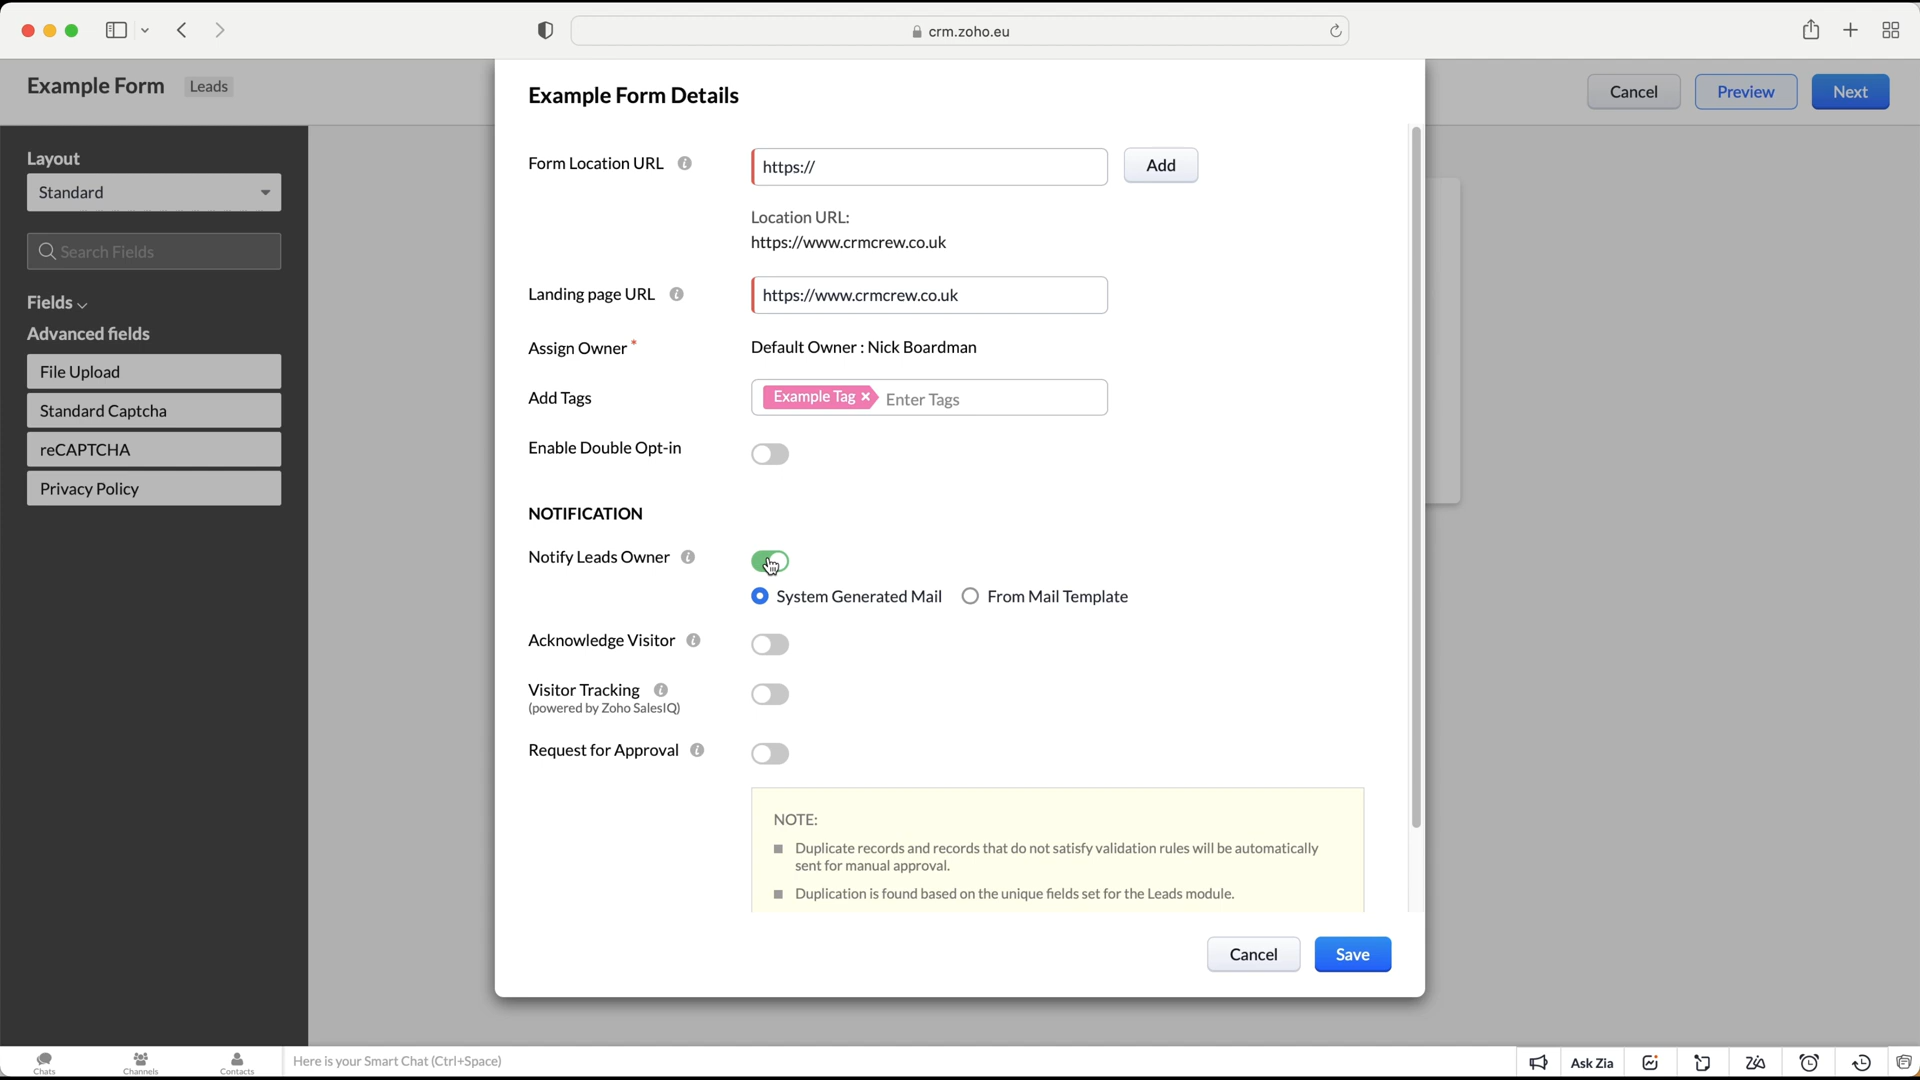 crm.zoho.eu
Example Form Leads
Cancel Preview Next
Layout
Standard
Search Fields
Fields
Advanced fields
File Upload
Standard Captcha
reCAPTCHA
Privacy Policy
Example Form Details
Form Location URL https:// Add
Location URL:
https://www.crmcrew.co.uk
Landing page URL https://www.crmcrew.co.uk
Assign Owner * Default Owner : Nick Boardman
Add Tags Example Tag × Enter Tags
Enable Double Opt-in
NOTIFICATION
Notify Leads Owner
System Generated Mail From Mail Template
Acknowledge Visitor
Visitor Tracking
(powered by Zoho SalesIQ)
Request for Approval
NOTE:
Duplicate records and records that do not satisfy validation rules will be automatically
sent for manual approval.
Duplication is found based on the unique fields set for the Leads module.
Cancel Save
Chats Channels Contacts Here is your Smart Chat (Ctrl+Space) Ask Zia